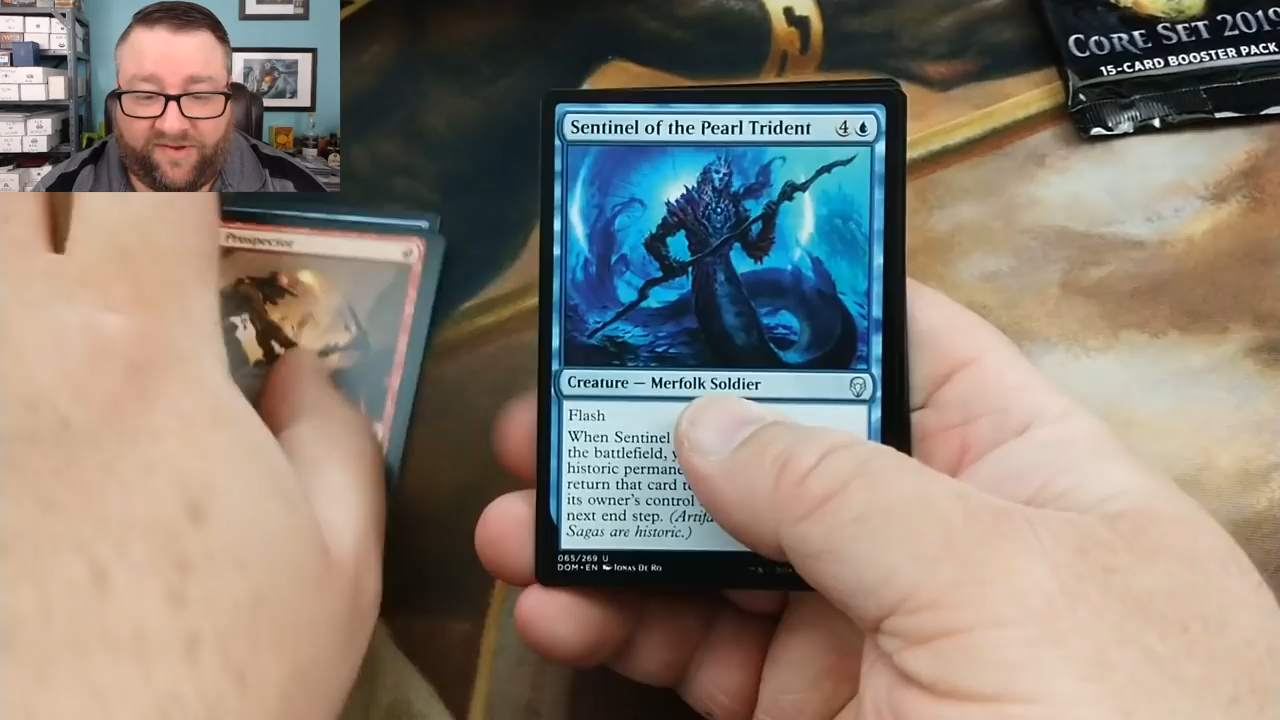 CORE SET 2019
15-CARD BOOSTER PACK
Prospector
Sentinel of the Pearl Trident 4
Creature — Merfolk Soldier
Flash
When Sentinel
the battlefield, y
historic permane
return that card t
its owner's control
next end step. (Artifa
Sagas are historic.)
065/269 U
DOM • EN JONAS DE RO